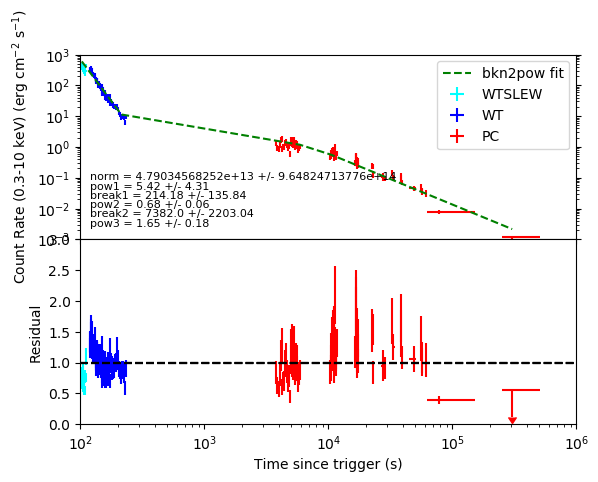 Count Rate (0.3-10 keV) (erg cm⁻² s⁻¹)
10³
10²
10¹
10⁰
10⁻¹
10⁻²
bkn2pow fit
WTSLEW
WT
PC
norm = 4.79034568252e+13 +/- 9.64824713776e+14
pow1 = 5.42 +/- 4.31
break1 = 214.18 +/- 135.84
pow2 = 0.68 +/- 0.06
break2 = 7382.0 +/- 2203.04
pow3 = 1.65 +/- 0.18
Residual
3.0
2.5
2.0
1.5
1.0
0.5
0.0
10² 10³ 10⁴ 10⁵ 10⁶
Time since trigger (s)